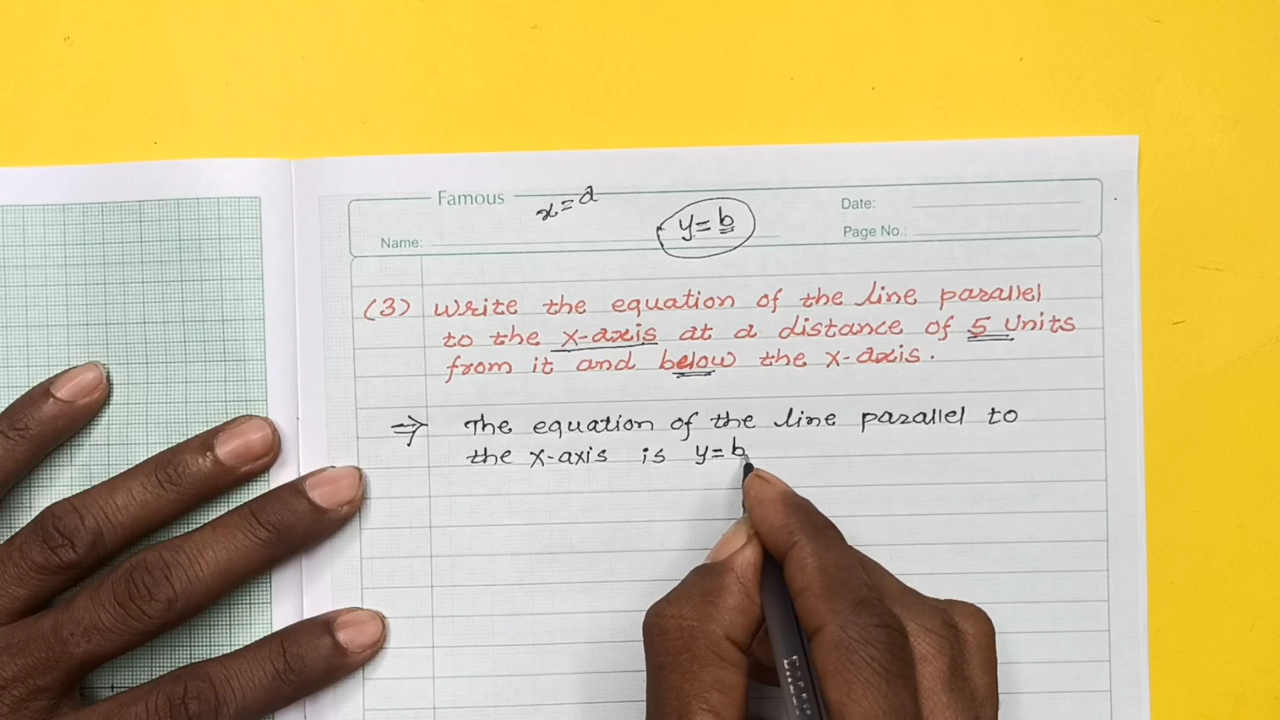 Famous
x=a
y=b
Date:
Name:
Page No.:
(3) Write the equation of the line parallel
to the x-axis at a distance of 5 Units
from it and below the x-axis.
⇒ The equation of the line parallel to
the x-axis is y=b